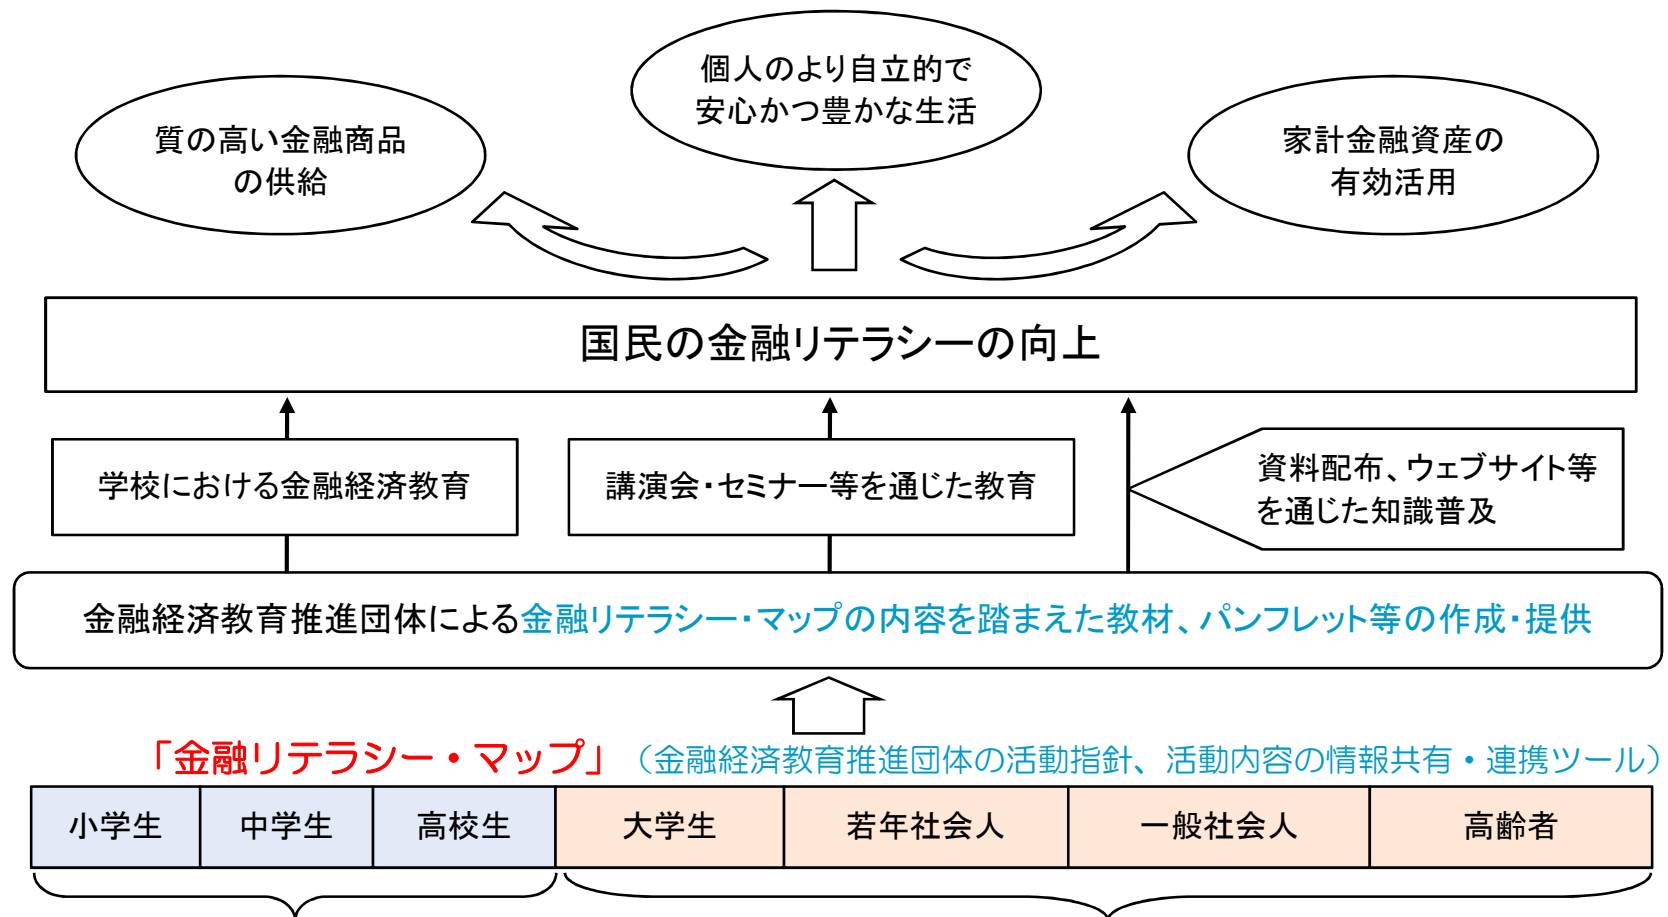 個人のより自立的で
安心かつ豊かな生活
質の高い金融商品
の供給
家計金融資産の
有効活用
国民の金融リテラシーの向上
学校における金融経済教育
講演会・セミナー等を通じた教育
資料配布、ウェブサイト等
を通じた知識普及
金融経済教育推進団体による金融リテラシー・マップの内容を踏まえた教材、パンフレット等の作成・提供
「金融リテラシー・マップ」（金融経済教育推進団体の活動指針、活動内容の情報共有・連携ツール）
小学生 中学生 高校生 大学生 若年社会人 一般社会人 高齢者